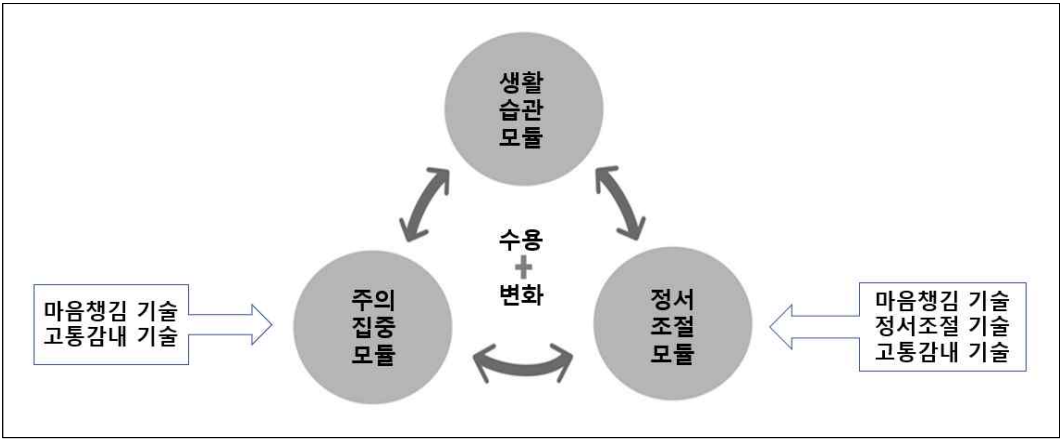 생활
습관
모듈
수용
+
변화
마음챙김 기술
고통감내 기술
주의
집중
모듈
정서
조절
모듈
마음챙김 기술
정서조절 기술
고통감내 기술